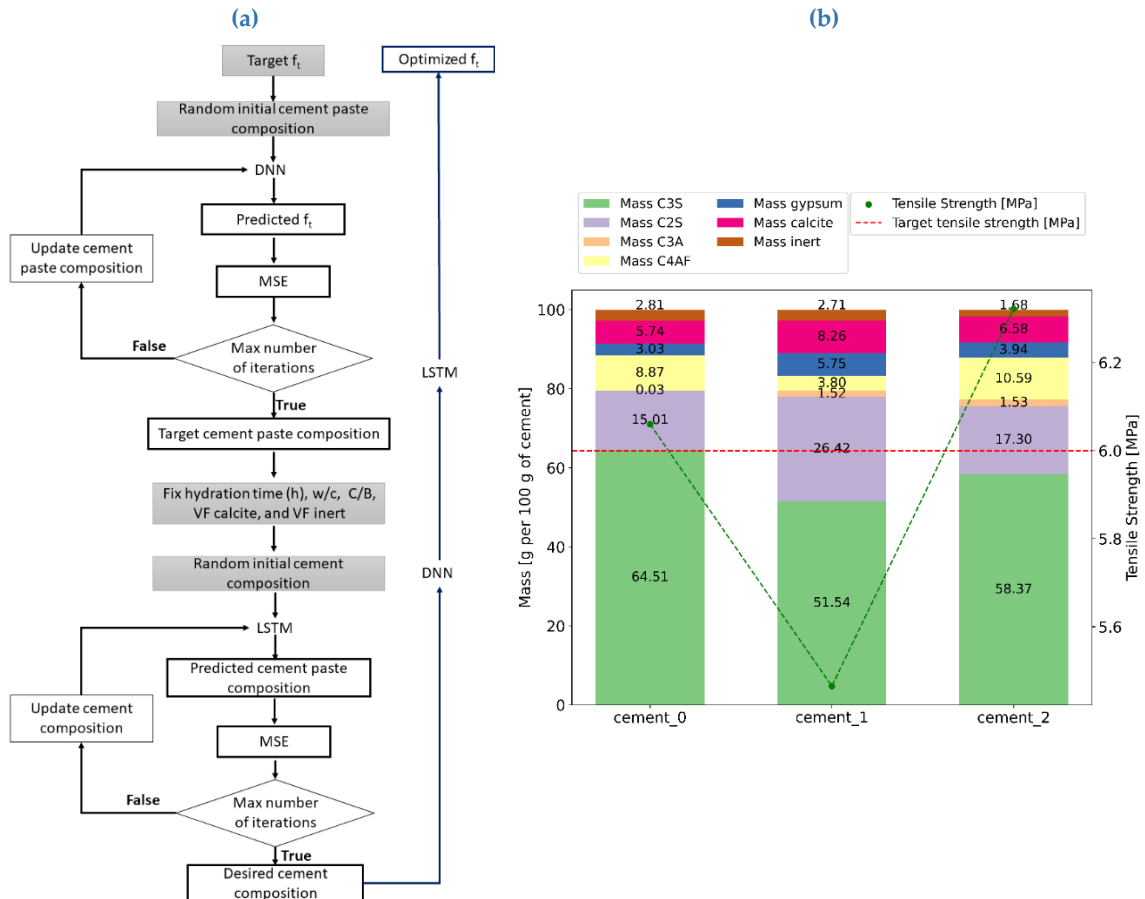 (a)
Target f_t
Random initial cement paste
composition
DNN
Predicted f_t
Update cement
paste composition
MSE
False
Max number
of iterations
True
Target cement paste composition
Fix hydration time (h), w/c, C/B,
VF calcite, and VF inert
Random initial cement
composition
LSTM
Predicted cement paste
composition
Update cement
composition
MSE
False
Max number
of iterations
True
Desired cement
composition
DNN
LSTM
Optimized f_t
(b)
Mass C3S
Mass C2S
Mass C3A
Mass C4AF
Mass gypsum
Mass calcite
Mass inert
Tensile Strength [MPa]
Target tensile strength [MPa]
Mass [g per 100 g of cement]
100
80
60
40
20
0
2.81
5.74
3.03
8.87
0.03
15.01
64.51
2.71
8.26
5.75
3.80
1.52
26.42
51.54
1.68
6.58
3.94
10.59
1.53
17.30
58.37
6.2
6.0
5.8
5.6
Tensile Strength [MPa]
cement_0
cement_1
cement_2